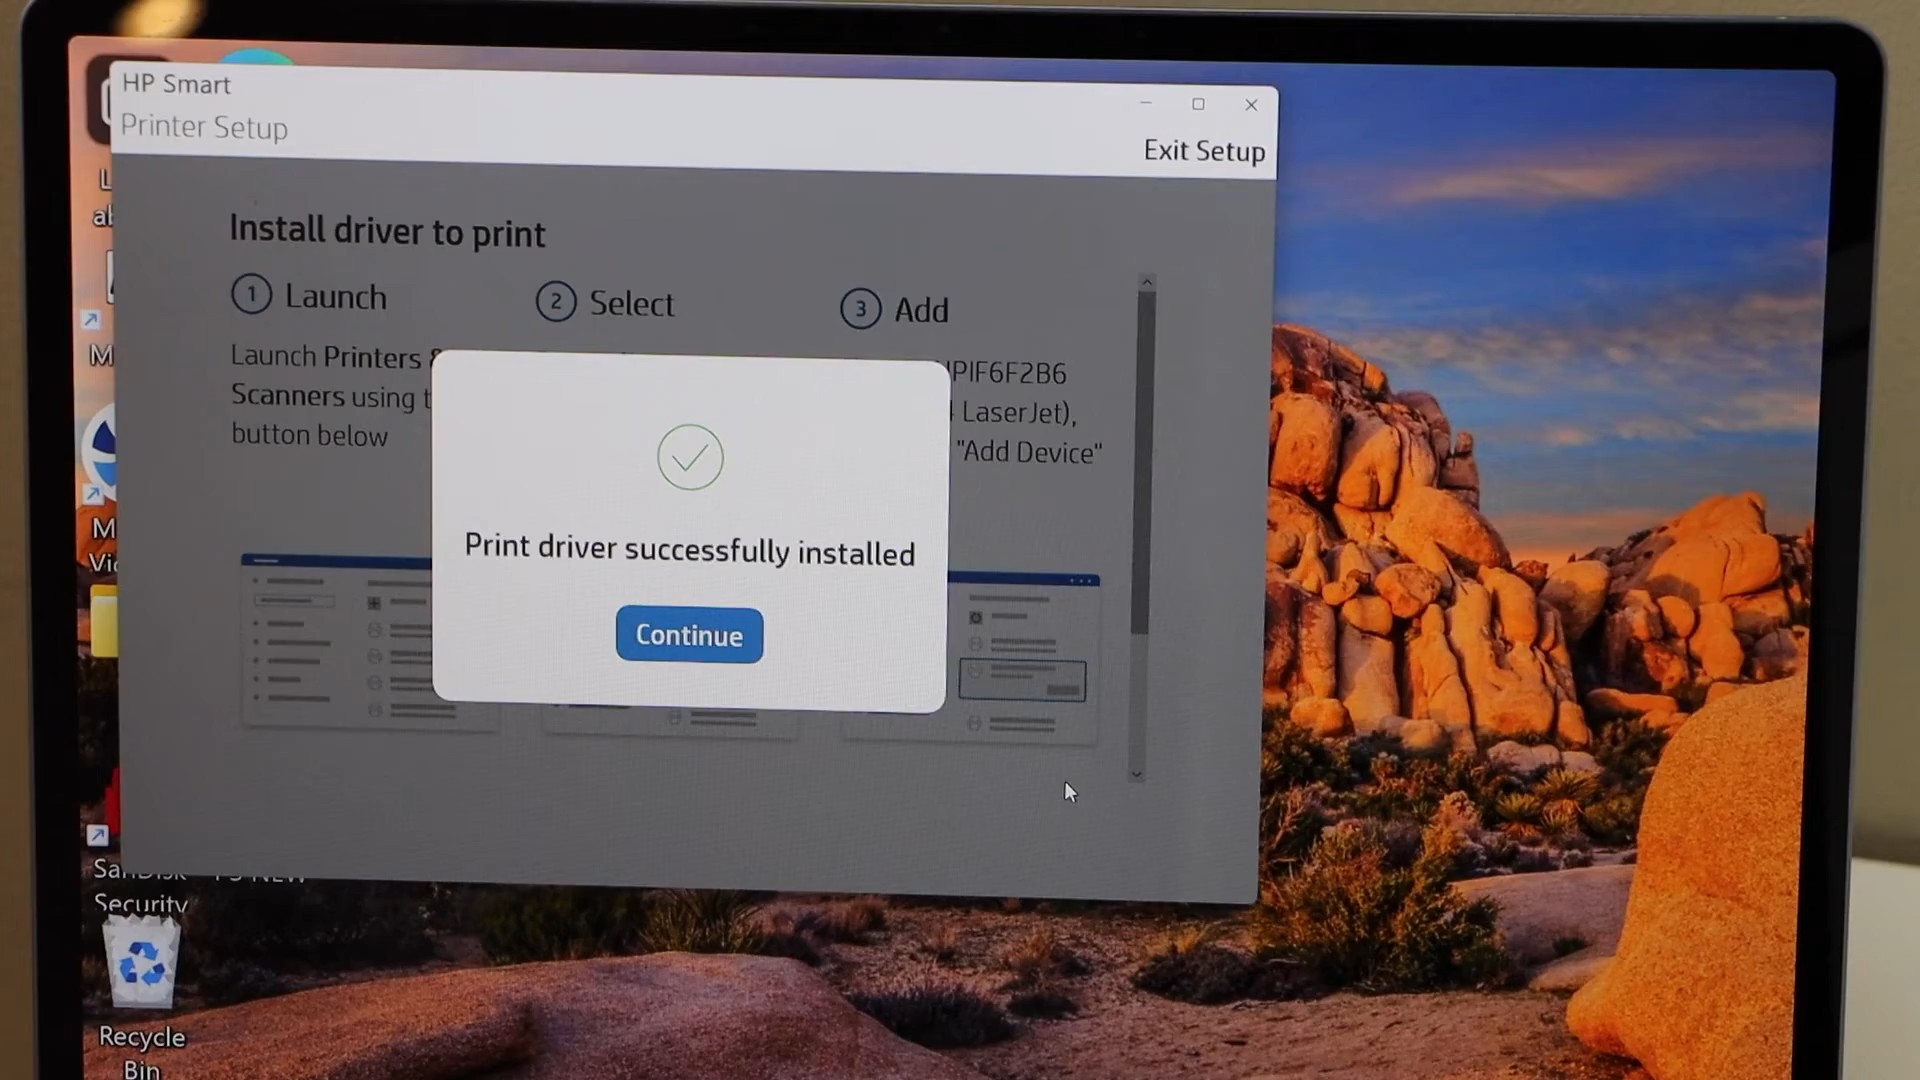 HP Smart
Printer Setup
Exit Setup
Install driver to print
1 Launch
2 Select
3 Add
Launch Printers
Scanners using
button below
PIF6F2B6
LaserJet),
"Add Device"
Print driver successfully installed
Continue
Security
Recycle
Bin